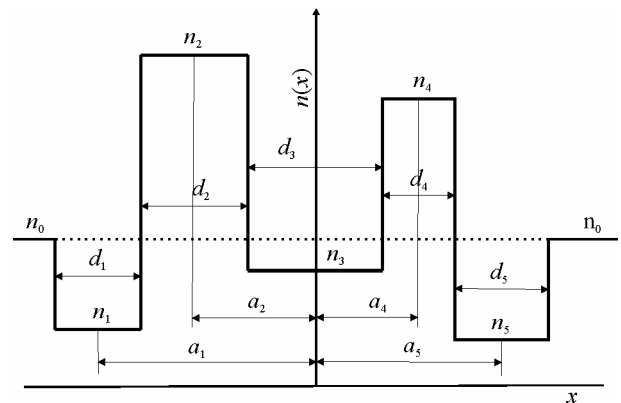 n₂
n(x)
n₄
d₃
d₂
d₄
n₀
n₀
n₃
d₁
d₅
n₁
a₂
a₄
n₅
a₁
a₅
x